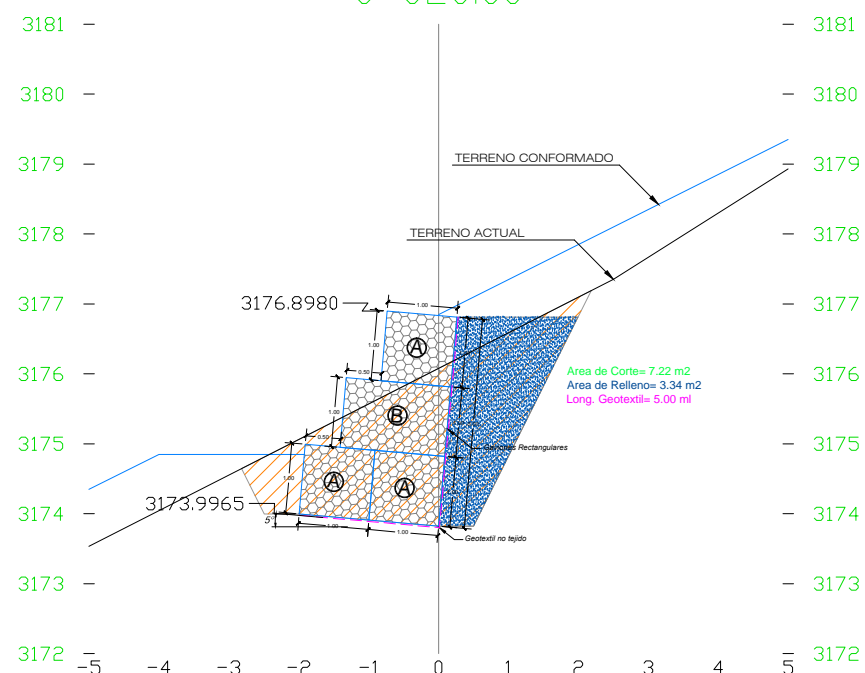 3181 3181
3180 3180
3179 3179
TERRENO CONFORMADO
3178 3178
TERRENO ACTUAL
3177 3177
3176.8980
1.00
1.00
A
3176 3176
0.50
Area de Corte= 7.22 m2
Area de Relleno= 3.34 m2
Long. Geotextil= 5.00 ml
1.00
B
3175 3175
0.50
Rectangulares
1.00
A A
3174 3174
3173.9965
5°
1.00
1.00
Geotextil no tejido
3173 3173
3172 3172
-5 -4 -3 -2 -1 0 1 2 3 4 5